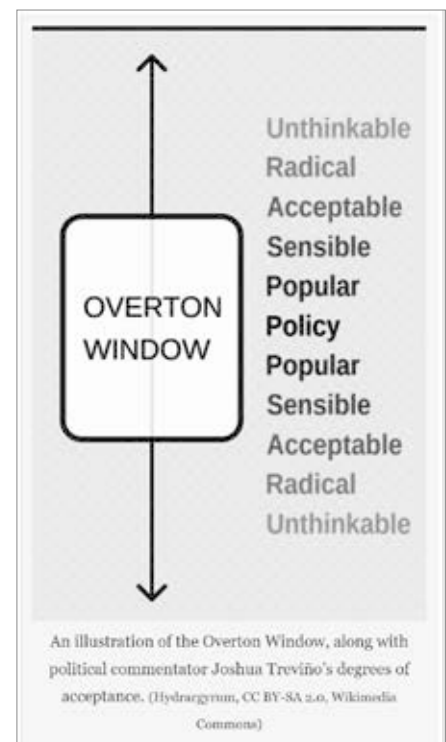 OVERTON
WINDOW
Unthinkable
Radical
Acceptable
Sensible
Popular
Policy
Popular
Sensible
Acceptable
Radical
Unthinkable
An illustration of the Overton Window, along with
political commentator Joshua Treviño's degrees of
acceptance. (Hydrargyrum, CC BY-SA 2.0, Wikimedia
Commons)